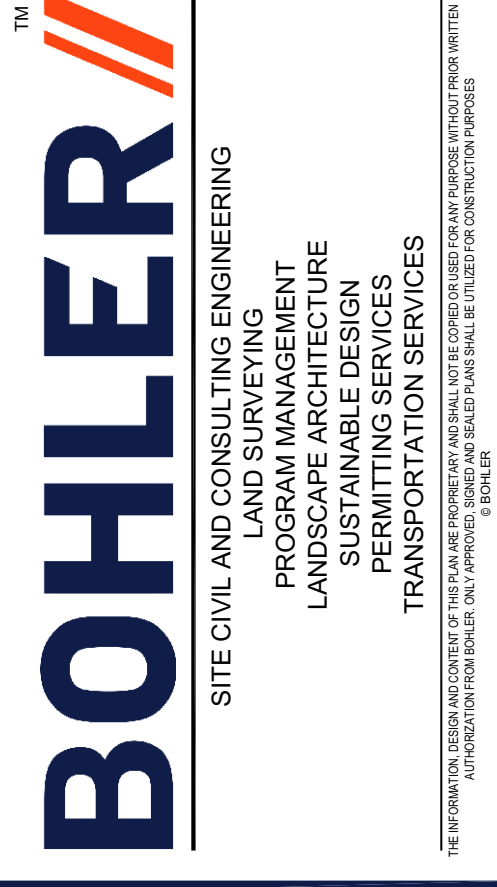 BOHLER//
TM
SITE CIVIL AND CONSULTING ENGINEERING
LAND SURVEYING
PROGRAM MANAGEMENT
LANDSCAPE ARCHITECTURE
SUSTAINABLE DESIGN
PERMITTING SERVICES
TRANSPORTATION SERVICES
THE INFORMATION, DESIGN AND CONTENT OF THIS PLAN ARE PROPRIETARY AND SHALL NOT BE COPIED OR USED FOR ANY PURPOSE WITHOUT PRIOR WRITTEN
AUTHORIZATION FROM BOHLER. ONLY APPROVED, SIGNED AND SEALED PLANS SHALL BE UTILIZED FOR CONSTRUCTION PURPOSES
© BOHLER